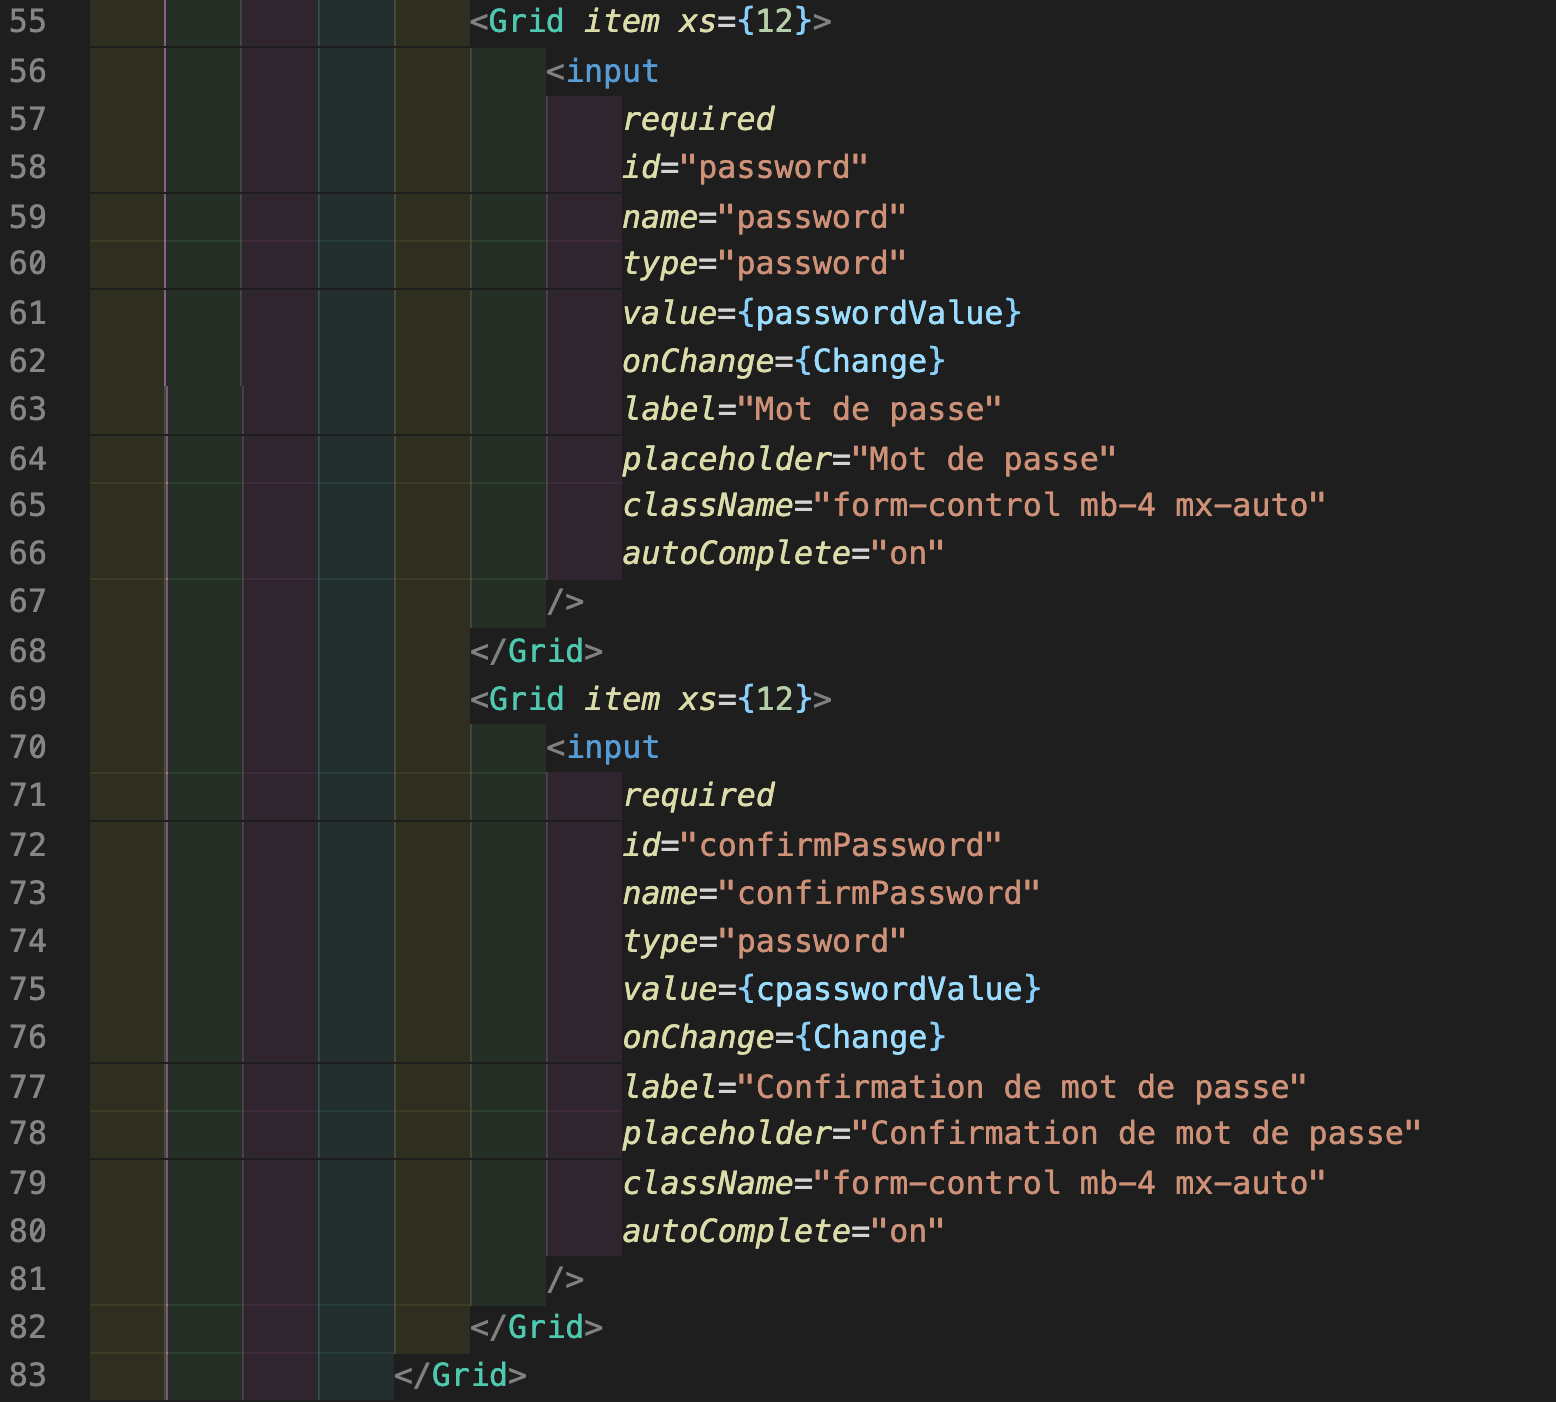 55 <Grid item xs={12}>
56 <input
57 required
58 id="password"
59 name="password"
60 type="password"
61 value={passwordValue}
62 onChange={Change}
63 label="Mot de passe"
64 placeholder="Mot de passe"
65 className="form-control mb-4 mx-auto"
66 autoComplete="on"
67 />
68 </Grid>
69 <Grid item xs={12}>
70 <input
71 required
72 id="confirmPassword"
73 name="confirmPassword"
74 type="password"
75 value={cpasswordValue}
76 onChange={Change}
77 label="Confirmation de mot de passe"
78 placeholder="Confirmation de mot de passe"
79 className="form-control mb-4 mx-auto"
80 autoComplete="on"
81 />
82 </Grid>
83 </Grid>